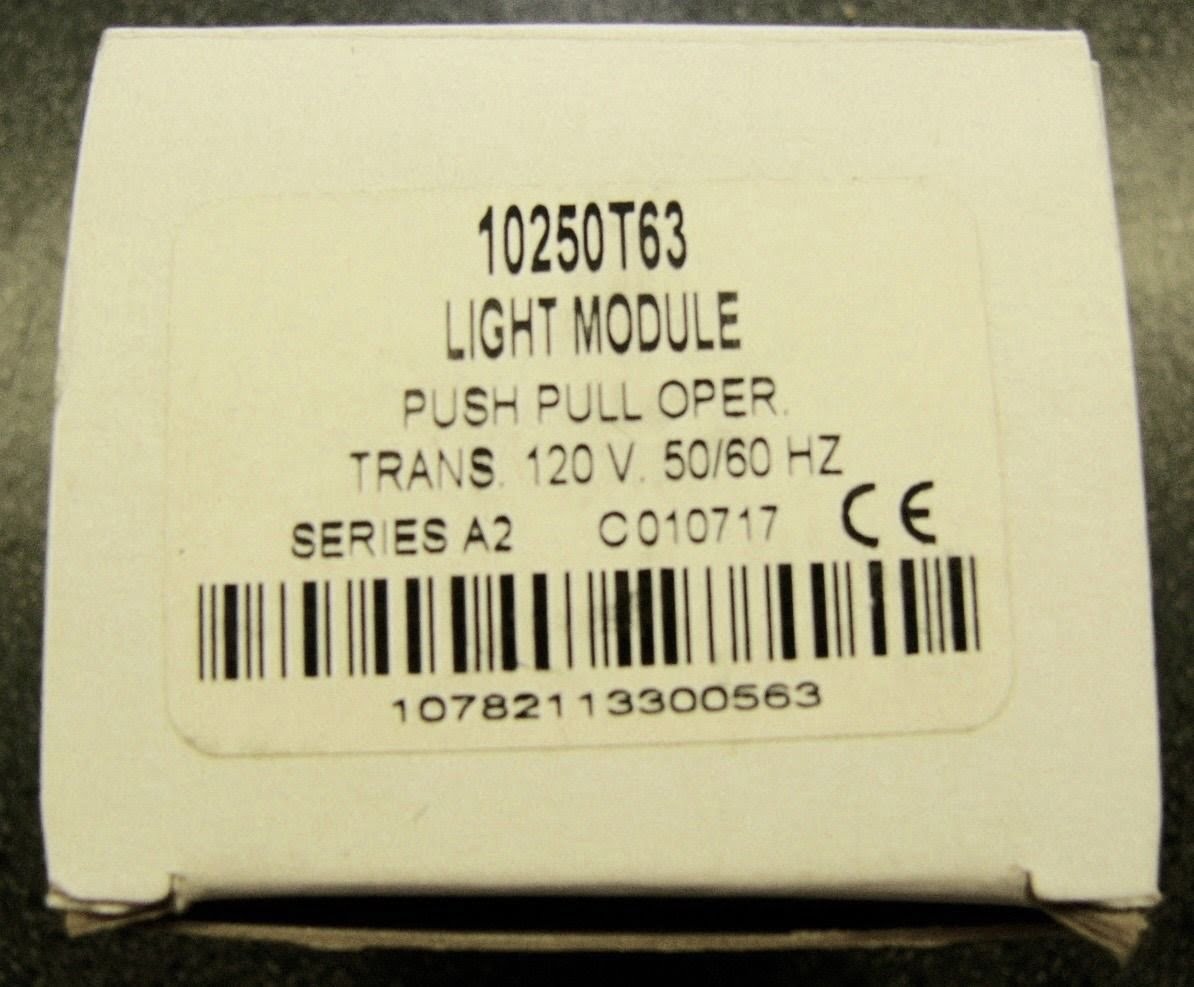 10250T63
LIGHT MODULE
PUSH PULL OPER.
TRANS. 120 V. 50/60 HZ
SERIES A2 C010717 CE
10782113300563